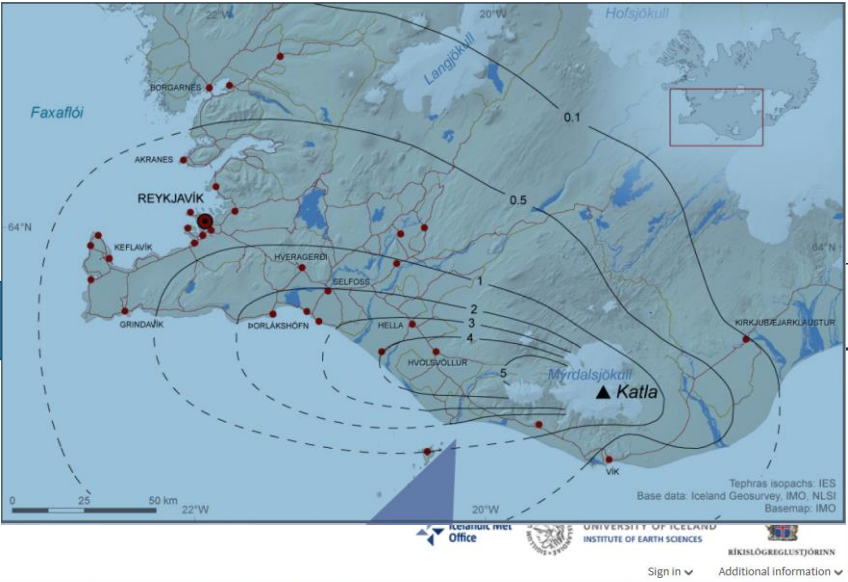 22°W
20°W
Hofsjökull
Langjökull
BORGARNES
Faxaflói
0.1
AKRANES
REYKJAVÍK
0.5
64°N
64°N
KEFLAVÍK
HVERAGERÐI
1
SELFOSS
2
GRINDAVÍK
ÞORLÁKSHÖFN
HELLA
3
KIRKJUBÆJARKLAUSTUR
4
HVOLSVÖLLUR
5
Mýrdalsjökull
Katla
VÍK
Tephras isopachs: IES
Base data: Iceland Geosurvey, IMO, NLSI
Basemap: IMO
0 25 50 km
22°W
20°W
Icelandic Met
Office
UNIVERSITY OF ICELAND
INSTITUTE OF EARTH SCIENCES
RÍKISLÖGREGLUSTJÓRINN
Sign in
Additional information